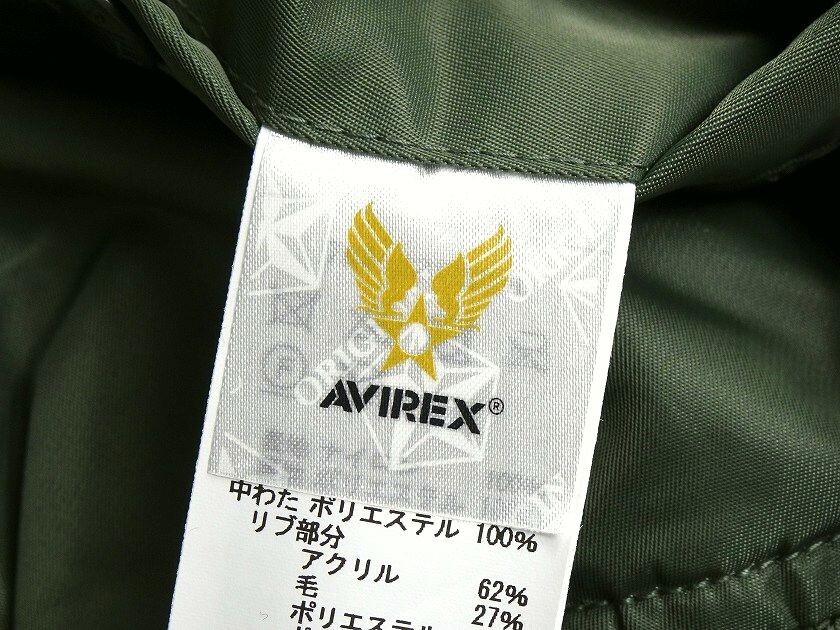 AVIREX®
中わた ポリエステル 100%
リブ部分
アクリル 62%
毛 27%
ポリエステル